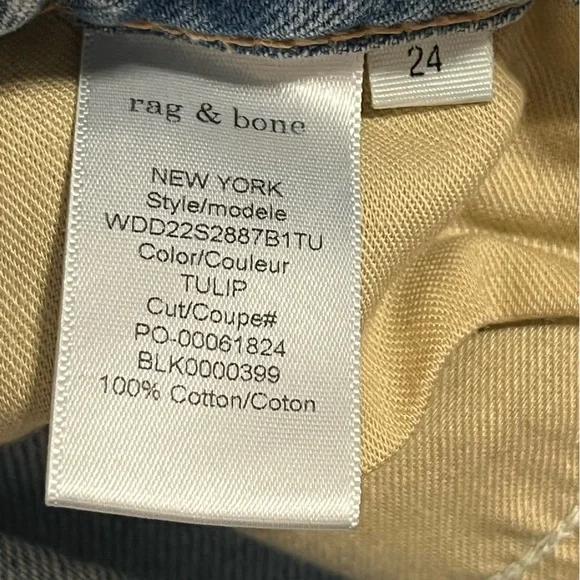 24
rag & bone
NEW YORK
Style/modele
WDD22S2887B1TU
Color/Couleur
TULIP
Cut/Coupe#
PO-00061824
BLK0000399
100% Cotton/Coton